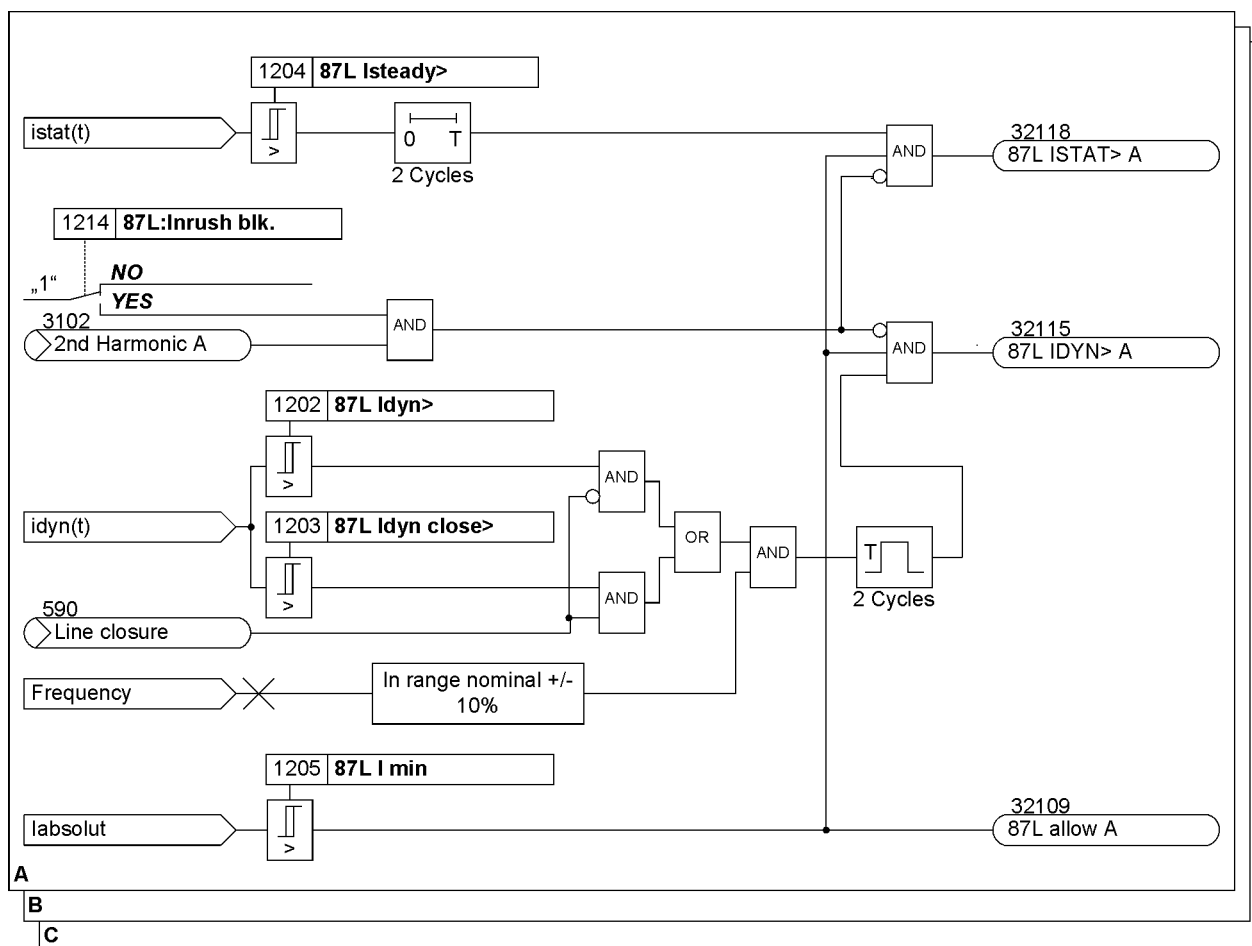 1204 87L Isteady>
istat(t)
>
0 T
2 Cycles
AND
32118
87L ISTAT> A
1214 87L:Inrush blk.
„1“
NO
YES
3102
2nd Harmonic A
AND
AND
32115
87L IDYN> A
1202 87L Idyn>
>
AND
idyn(t)
1203 87L Idyn close>
>
OR
AND
T
2 Cycles
AND
590
Line closure
Frequency
In range nominal +/-
10%
1205 87L I min
Iabsolut
>
32109
87L allow A
A
B
C